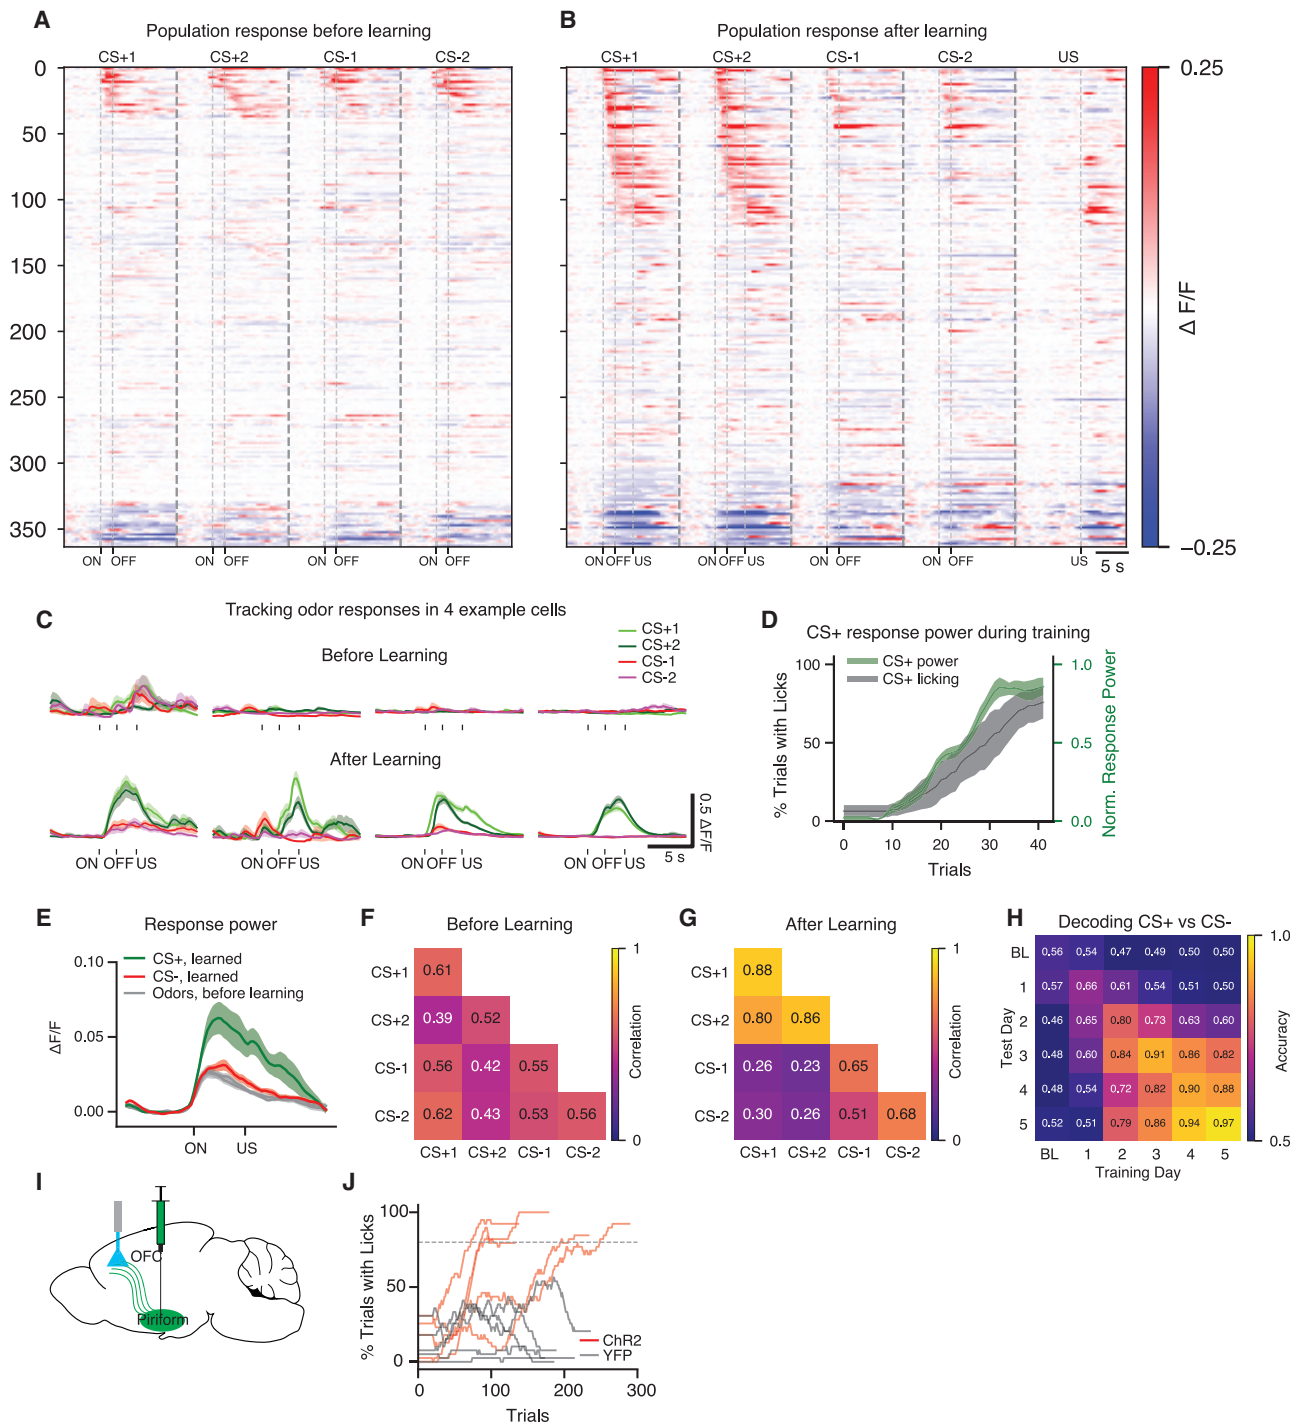 A
Population response before learning
CS+1 CS+2 CS-1 CS-2
0
50
100
150
200
250
300
350
ON OFF ON OFF ON OFF ON OFF
B
Population response after learning
CS+1 CS+2 CS-1 CS-2 US
ON OFF US ON OFF US ON OFF ON OFF US
5 s
0.25
Δ F/F
−0.25
C
Tracking odor responses in 4 example cells
CS+1
CS+2
CS-1
CS-2
Before Learning
After Learning
ON OFF US ON OFF US ON OFF US ON OFF US
0.5 ΔF/F
5 s
D
CS+ response power during training
CS+ power
CS+ licking
% Trials with Licks
100
50
0
Norm. Response Power
1.0
0.5
0.0
0 10 20 30 40
Trials
E
Response power
CS+, learned
CS-, learned
Odors, before learning
ΔF/F
0.10
0.05
0.00
ON US
F
Before Learning
CS+1 0.61
CS+2 0.39 0.52
CS-1 0.56 0.42 0.55
CS-2 0.62 0.43 0.53 0.56
CS+1 CS+2 CS-1 CS-2
1
Correlation
0
G
After Learning
CS+1 0.88
CS+2 0.80 0.86
CS-1 0.26 0.23 0.65
CS-2 0.30 0.26 0.51 0.68
CS+1 CS+2 CS-1 CS-2
1
Correlation
0
H
Decoding CS+ vs CS-
Test Day
BL 0.56 0.54 0.47 0.49 0.50 0.50
1 0.57 0.66 0.61 0.54 0.51 0.50
2 0.46 0.65 0.80 0.73 0.63 0.60
3 0.48 0.60 0.84 0.91 0.86 0.82
4 0.48 0.54 0.72 0.82 0.90 0.88
5 0.52 0.51 0.79 0.86 0.94 0.97
BL 1 2 3 4 5
Training Day
1.0
Accuracy
0.5
I
OFC
Piriform
J
% Trials with Licks
100
50
0
ChR2
YFP
0 100 200 300
Trials